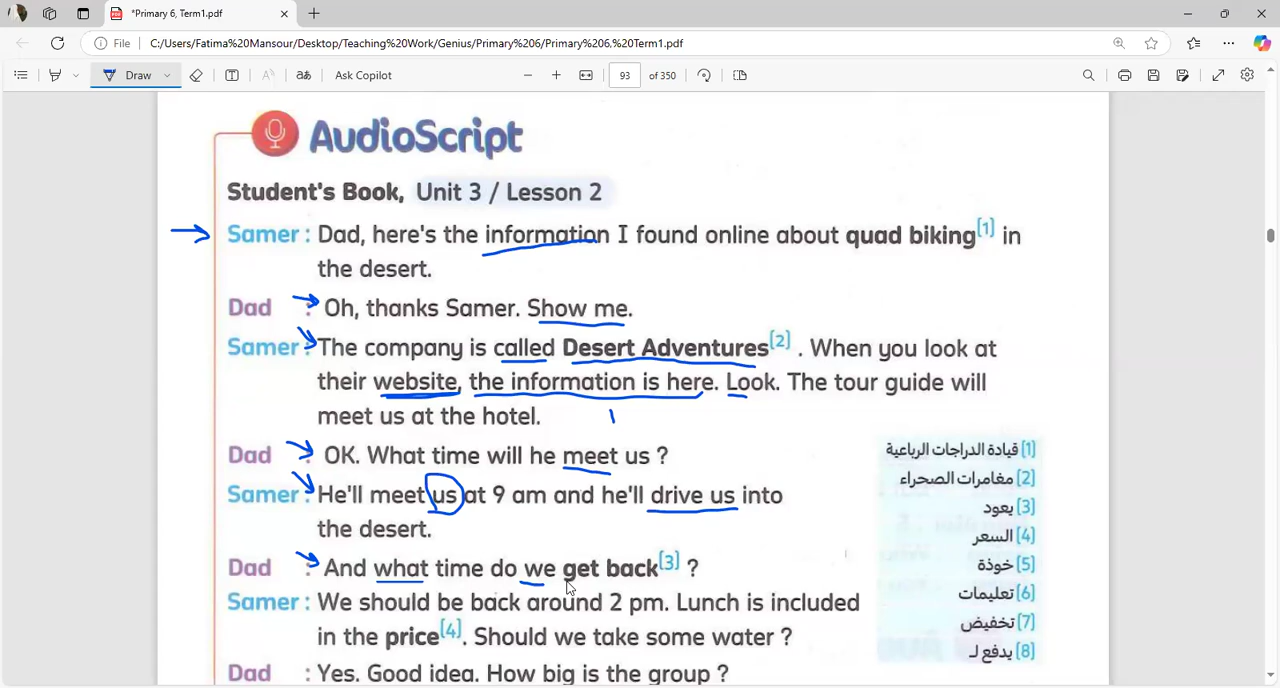 *Primary 6, Term1.pdf
File C:/Users/Fatima%20Mansour/Desktop/Teaching%20Work/Genius/Primary%206/Primary%206.%20Term1.pdf
Draw
Ask Copilot
93 of 350
AudioScript
Student's Book, Unit 3 / Lesson 2
Samer : Dad, here's the information I found online about quad biking[1] in
the desert.
Dad : Oh, thanks Samer. Show me.
Samer : The company is called Desert Adventures[2] . When you look at
their website, the information is here. Look. The tour guide will
meet us at the hotel.
Dad : OK. What time will he meet us ?
Samer : He'll meet us at 9 am and he'll drive us into
the desert.
Dad : And what time do we get back[3] ?
Samer : We should be back around 2 pm. Lunch is included
in the price[4]. Should we take some water ?
Dad : Yes. Good idea. How big is the group ?
[1] قيادة الدراجات الرباعية
[2] مغامرات الصحراء
[3] يعود
[4] السعر
[5] خوذة
[6] تعليمات
[7] تخفيض
[8] يدفع لـ